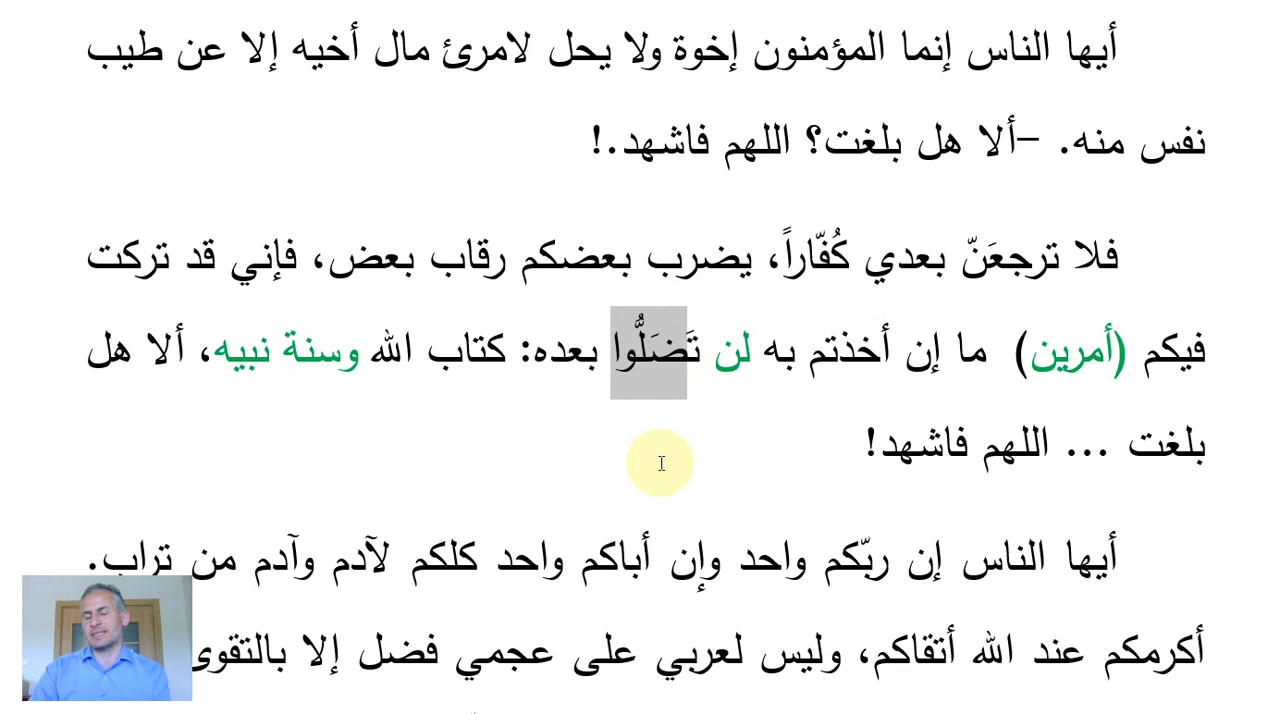 أيها الناس إنما المؤمنون إخوة ولا يحل لامرئ مال أخيه إلا عن طيب
نفس منه. –ألا هل بلغت؟ اللهم فاشهد.!
فلا ترجعَنّ بعدي كُفّاراً، يضرب بعضكم رقاب بعض، فإني قد تركت
فيكم (أمرين) ما إن أخذتم به لن تَضَلُّوا بعده: كتاب الله وسنة نبيه، ألا هل
بلغت ... اللهم فاشهد!
أيها الناس إن ربّكم واحد وإن أباكم واحد كلكم لآدم وآدم من تراب.
أكرمكم عند الله أتقاكم، وليس لعربي على عجمي فضل إلا بالتقوى